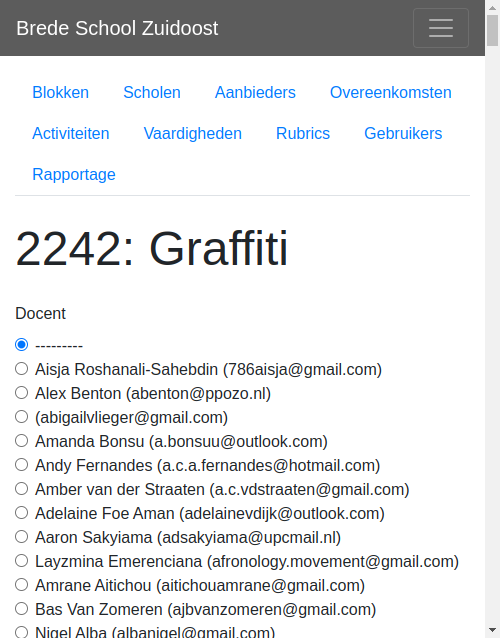 Brede School Zuidoost
Blokken Scholen Aanbieders Overeenkomsten
Activiteiten Vaardigheden Rubrics Gebruikers
Rapportage
2242: Graffiti
Docent
---------
Aisja Roshanali-Sahebdin (786aisja@gmail.com)
Alex Benton (abenton@ppozo.nl)
(abigailvlieger@gmail.com)
Amanda Bonsu (a.bonsuu@outlook.com)
Andy Fernandes (a.c.a.fernandes@hotmail.com)
Amber van der Straaten (a.c.vdstraaten@gmail.com)
Adelaine Foe Aman (adelainevdijk@outlook.com)
Aaron Sakyiama (adsakyiama@upcmail.nl)
Layzmina Emerenciana (afronology.movement@gmail.com)
Amrane Aitichou (aitichouamrane@gmail.com)
Bas Van Zomeren (ajbvanzomeren@gmail.com)
Nigel Alba (albanigel@gmail.com)